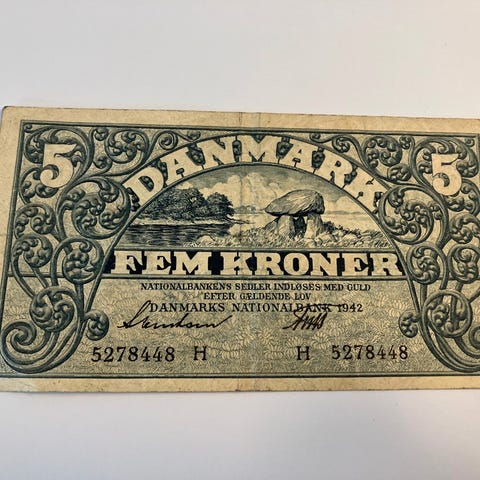 5 DANMARK 5
FEM KRONER
NATIONALBANKENS SEDLER INDLØSES MED GULD
EFTER GÆLDENDE LOV
DANMARKS NATIONALBANK 1942
5278448 H H 5278448